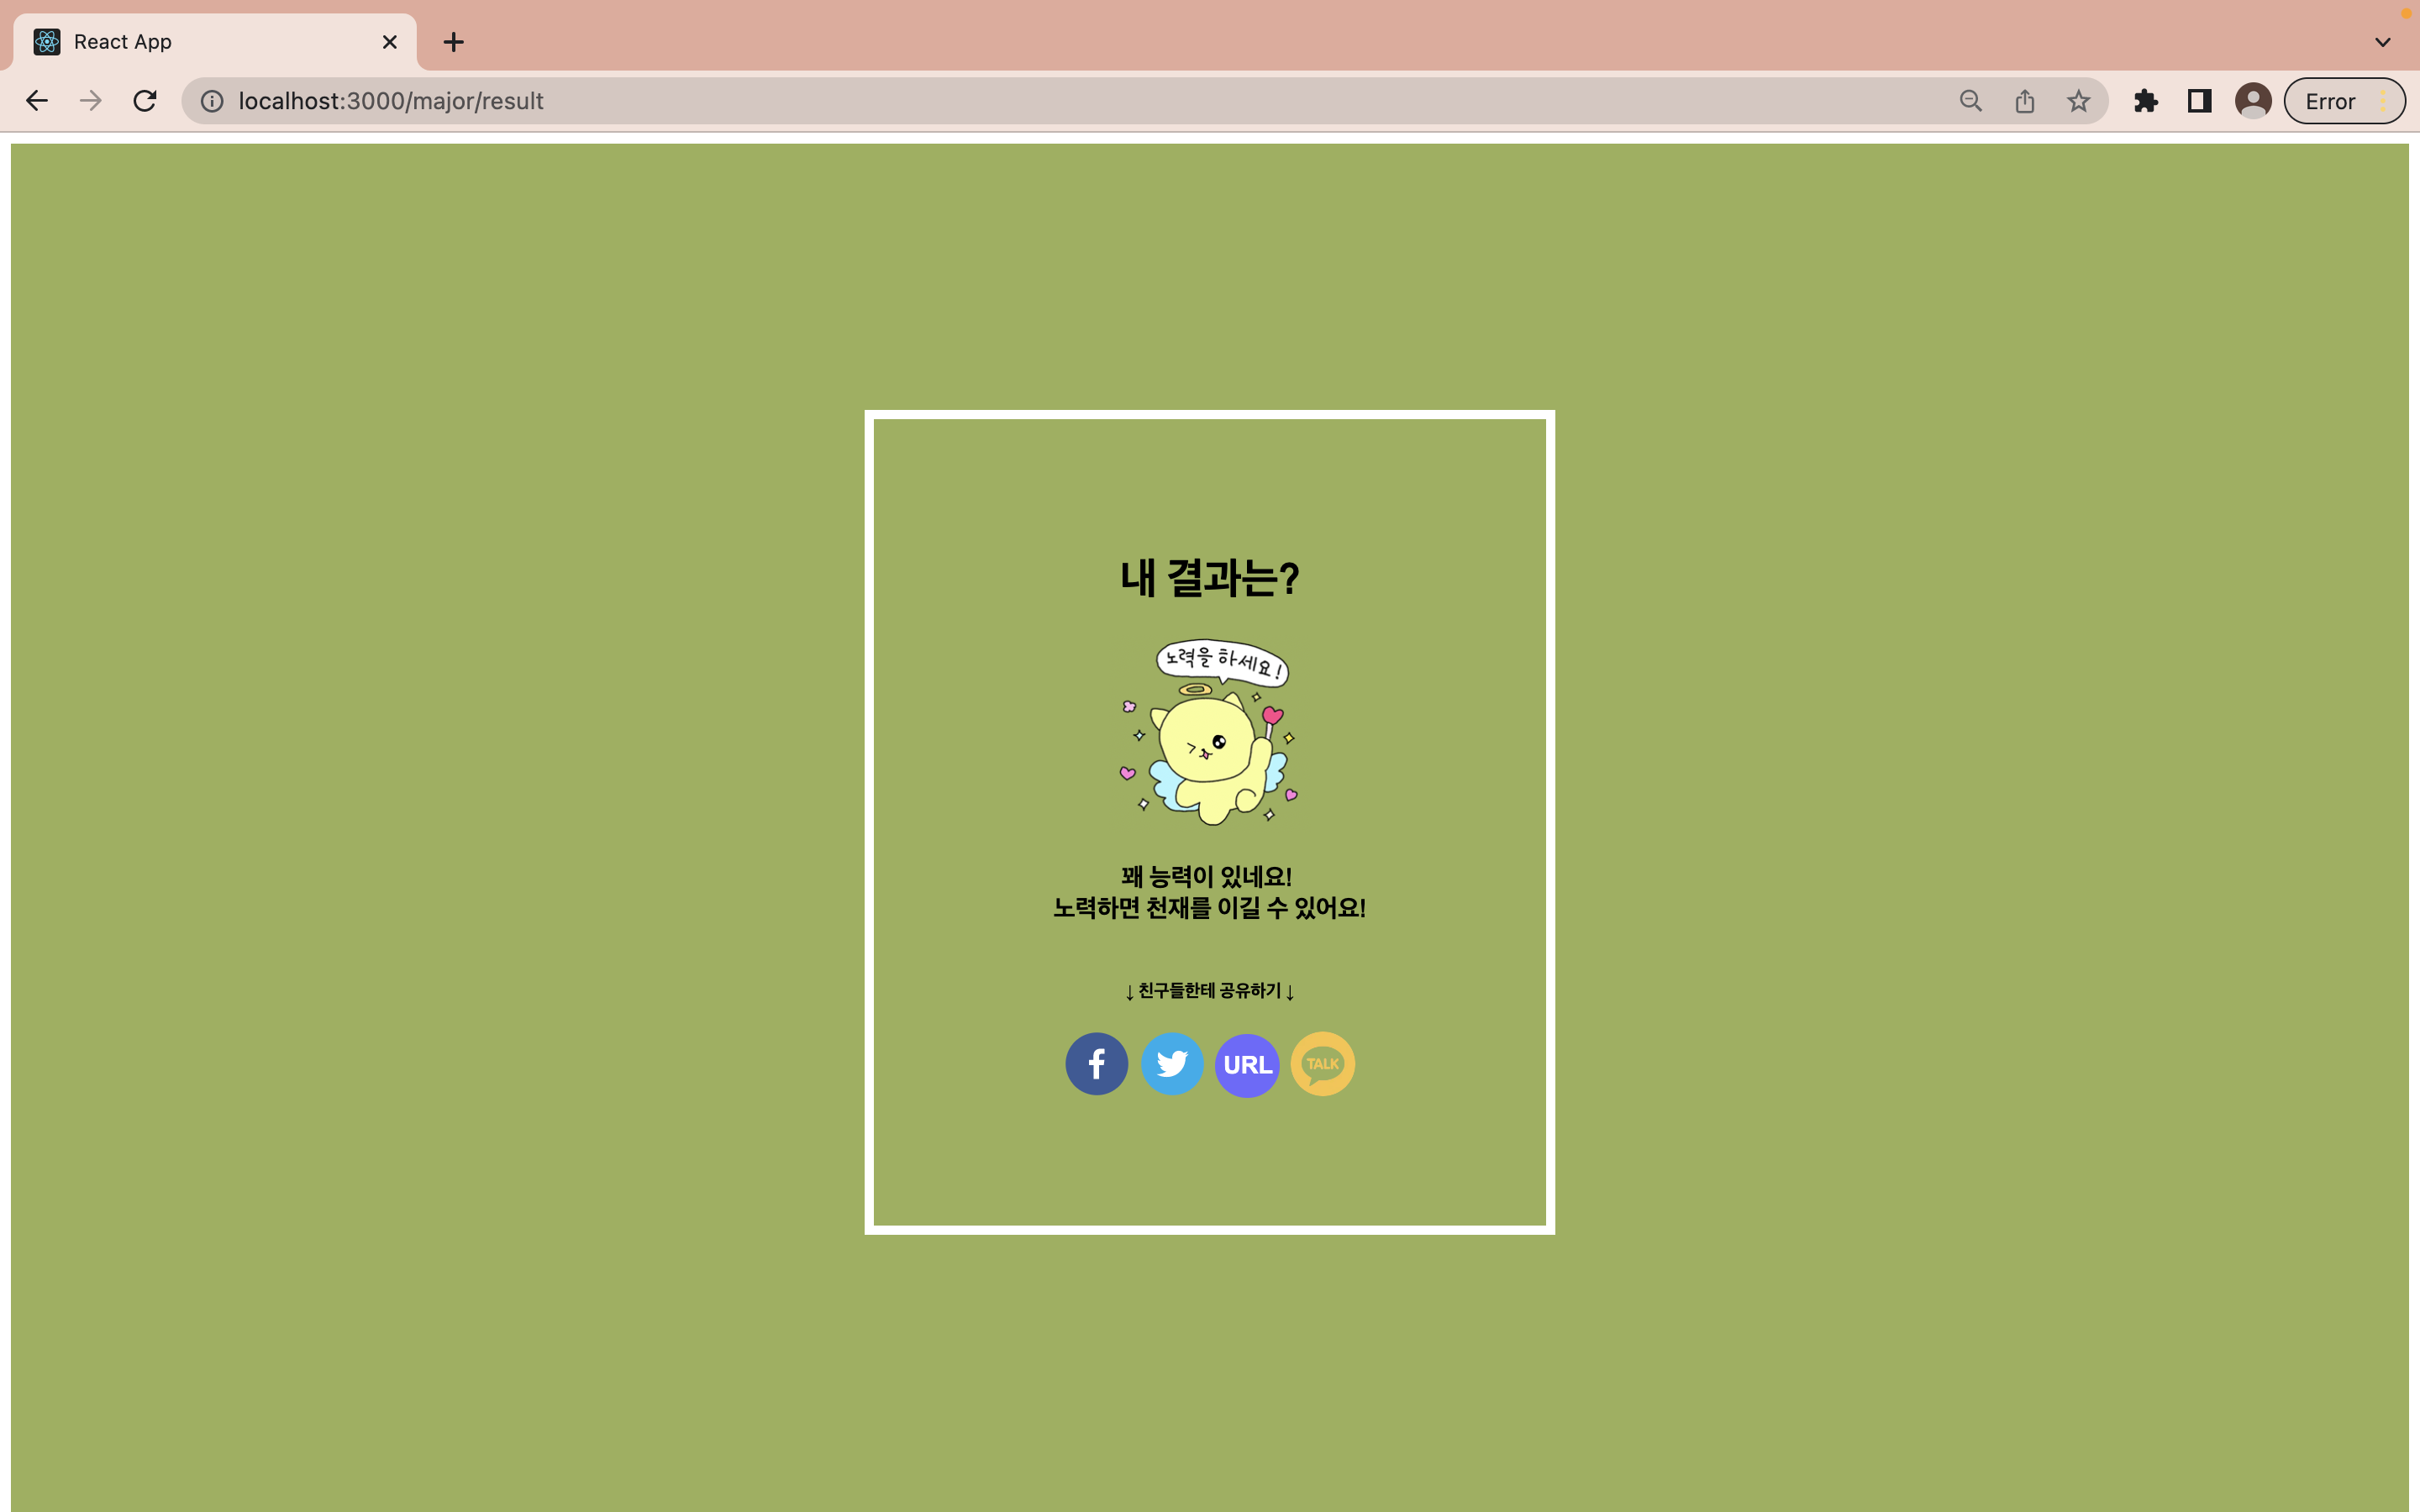 React App
localhost:3000/major/result
Error
내 결과는?
노력을 하세요!
꽤 능력이 있네요!
노력하면 천재를 이길 수 있어요!
↓ 친구들한테 공유하기 ↓
URL
TALK